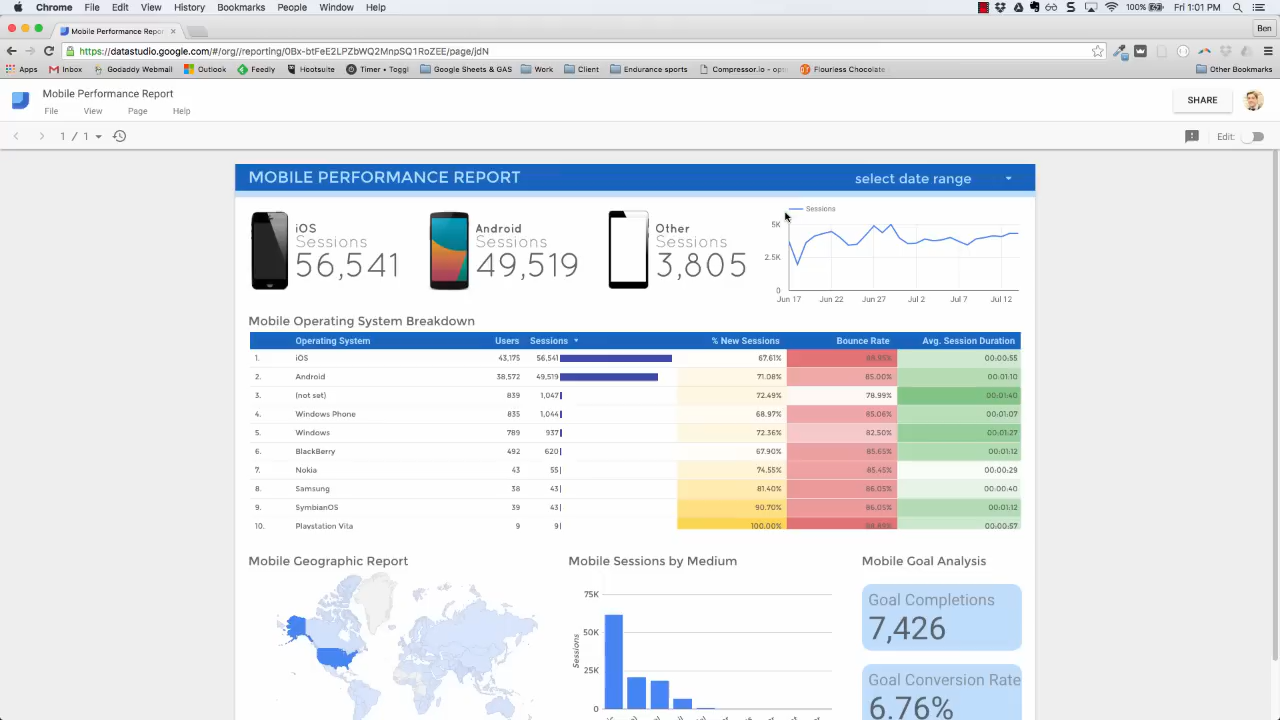 Chrome File Edit View History Bookmarks People Window Help 100% Fri 1:01 PM
Mobile Performance Repor Ben
https://datastudio.google.com/#/org//reporting/0Bx-btFeE2LPZbWQ2MnpSQ1RoZEE/page/jdN
Apps Inbox Godaddy Webmail Outlook Feedly Hootsuite Timer • Toggl Google Sheets & GAS Work Client Endurance sports Compressor.io - opt Flourless Chocolate Other Bookmarks
Mobile Performance Report
File View Page Help
SHARE
1 / 1 Edit:
MOBILE PERFORMANCE REPORT select date range
iOS
Sessions
56,541
Android
Sessions
49,519
Other
Sessions
3,805
Sessions
5K
2.5K
0
Jun 17 Jun 22 Jun 27 Jul 2 Jul 7 Jul 12
Mobile Operating System Breakdown
Operating System Users Sessions % New Sessions Bounce Rate Avg. Session Duration
1. iOS 43,175 56,541 67.61% 88.95% 00:00:55
2. Android 38,572 49,519 71.08% 85.00% 00:01:10
3. (not set) 839 1,047 72.49% 78.99% 00:01:40
4. Windows Phone 835 1,044 68.97% 85.06% 00:01:07
5. Windows 789 937 72.36% 82.50% 00:01:27
6. BlackBerry 492 620 67.90% 85.65% 00:01:12
7. Nokia 43 55 74.55% 85.45% 00:00:29
8. Samsung 38 43 81.40% 86.05% 00:00:40
9. SymbianOS 39 43 90.70% 86.05% 00:01:12
10. Playstation Vita 9 9 100.00% 88.89% 00:00:57
Mobile Geographic Report
Mobile Sessions by Medium
75K
50K
25K
0
Sessions
Mobile Goal Analysis
Goal Completions
7,426
Goal Conversion Rate
6.76%